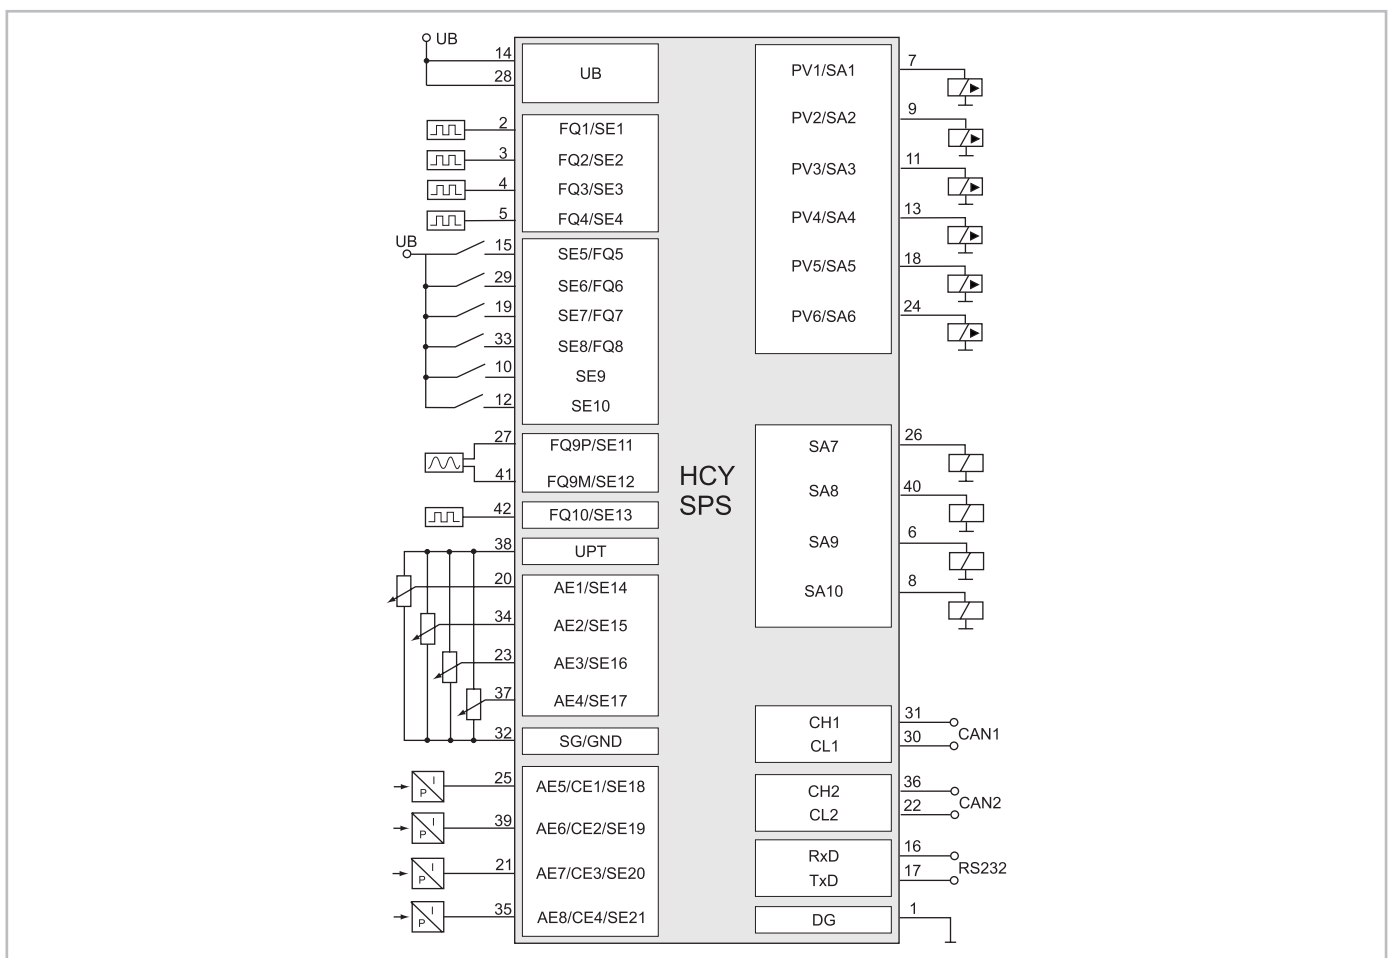 UB
14
28
UB
2
FQ1/SE1
3
FQ2/SE2
4
FQ3/SE3
5
FQ4/SE4
UB
15
SE5/FQ5
29
SE6/FQ6
19
SE7/FQ7
33
SE8/FQ8
10
SE9
12
SE10
27
FQ9P/SE11
41
FQ9M/SE12
42
FQ10/SE13
38
UPT
20
AE1/SE14
34
AE2/SE15
23
AE3/SE16
37
AE4/SE17
32
SG/GND
I
P
25
AE5/CE1/SE18
I
P
39
AE6/CE2/SE19
I
P
21
AE7/CE3/SE20
I
P
35
AE8/CE4/SE21
HCY
SPS
PV1/SA1
7
PV2/SA2
9
PV3/SA3
11
PV4/SA4
13
PV5/SA5
18
PV6/SA6
24
SA7
26
SA8
40
SA9
6
SA10
8
CH1
31
CL1
30
CAN1
CH2
36
CL2
22
CAN2
RxD
16
TxD
17
RS232
DG
1